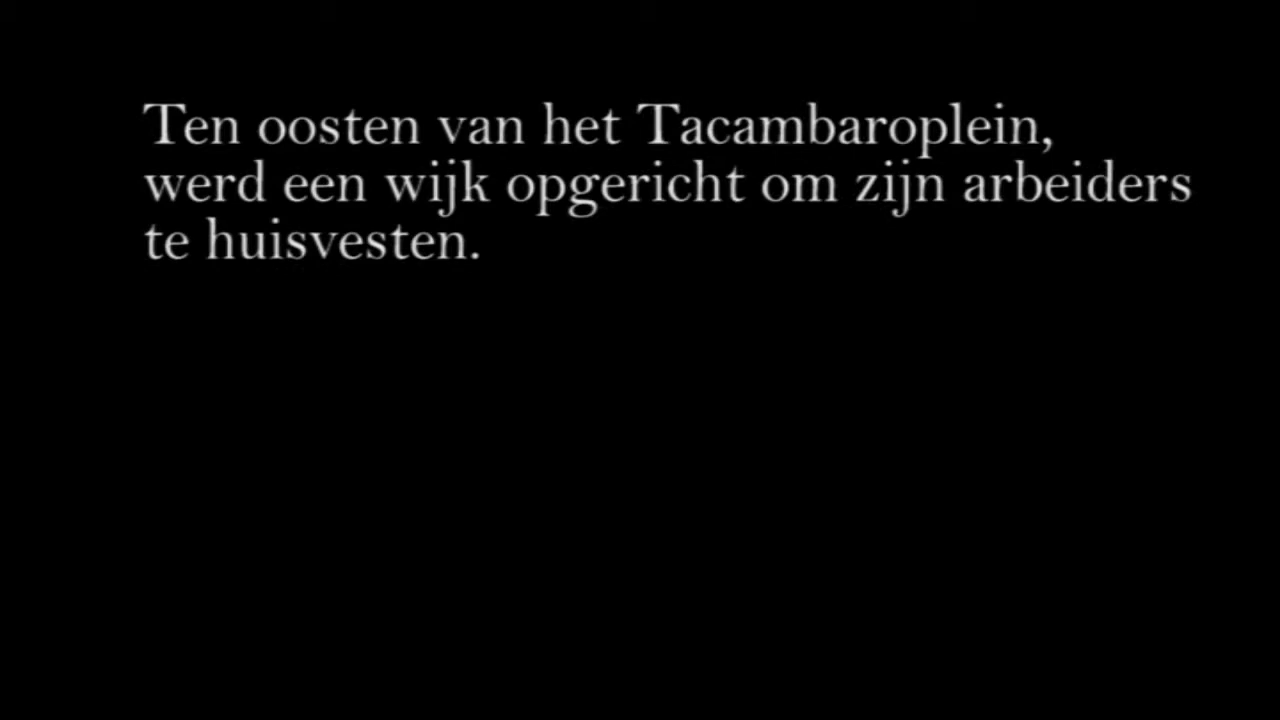 Ten oosten van het Tacambaroplein,
werd een wijk opgericht om zijn arbeiders
te huisvesten.